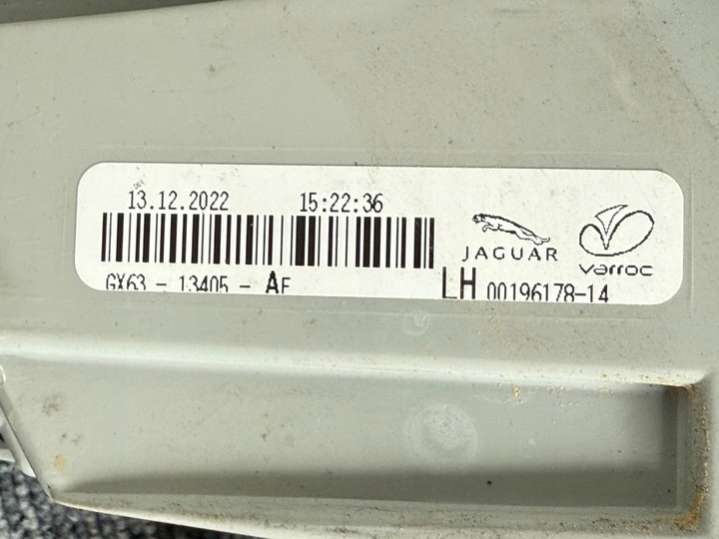 13.12.2022 15:22:36
JAGUAR
varroc
GX63 - 13405 - AF
LH 00196178-14